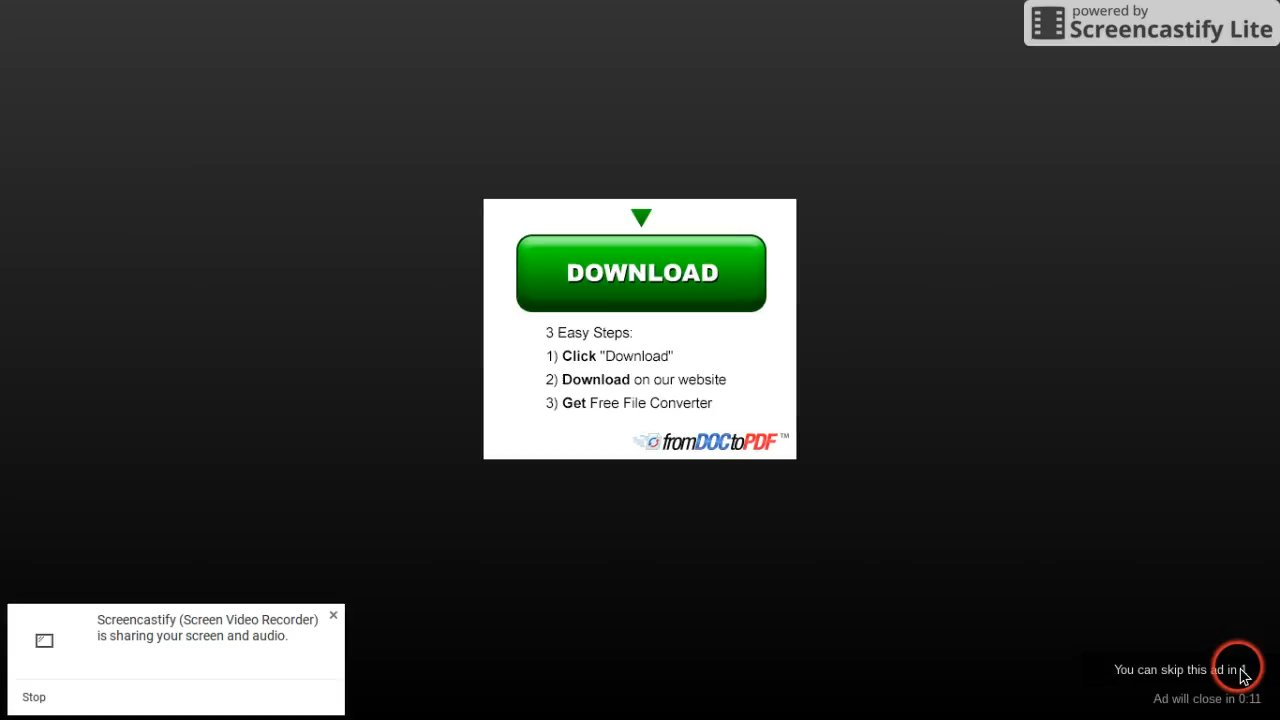 powered by
Screencastify Lite
DOWNLOAD
3 Easy Steps:
1) Click "Download"
2) Download on our website
3) Get Free File Converter
fromDOCtoPDF™
Screencastify (Screen Video Recorder)
is sharing your screen and audio.
Stop
You can skip this ad in
Ad will close in 0:11